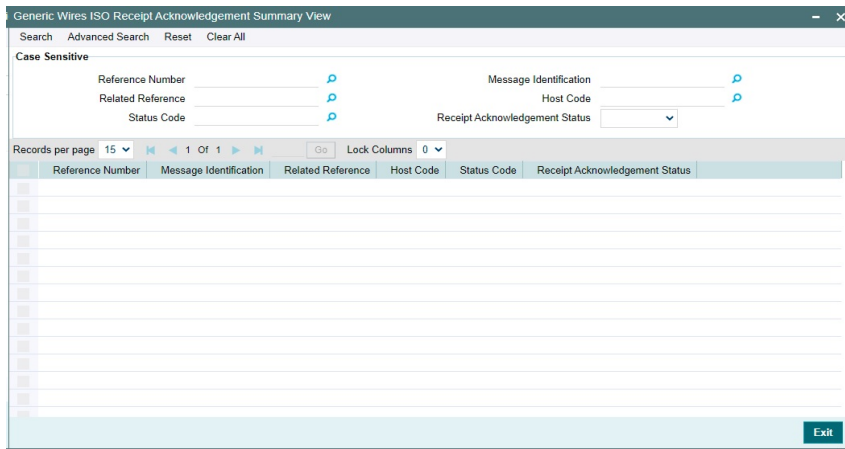 Generic Wires ISO Receipt Acknowledgement Summary View
Search Advanced Search Reset Clear All
Case Sensitive
Reference Number Message Identification
Related Reference Host Code
Status Code Receipt Acknowledgement Status
Records per page 15 1 Of 1 Go Lock Columns 0
Reference Number Message Identification Related Reference Host Code Status Code Receipt Acknowledgement Status
Exit